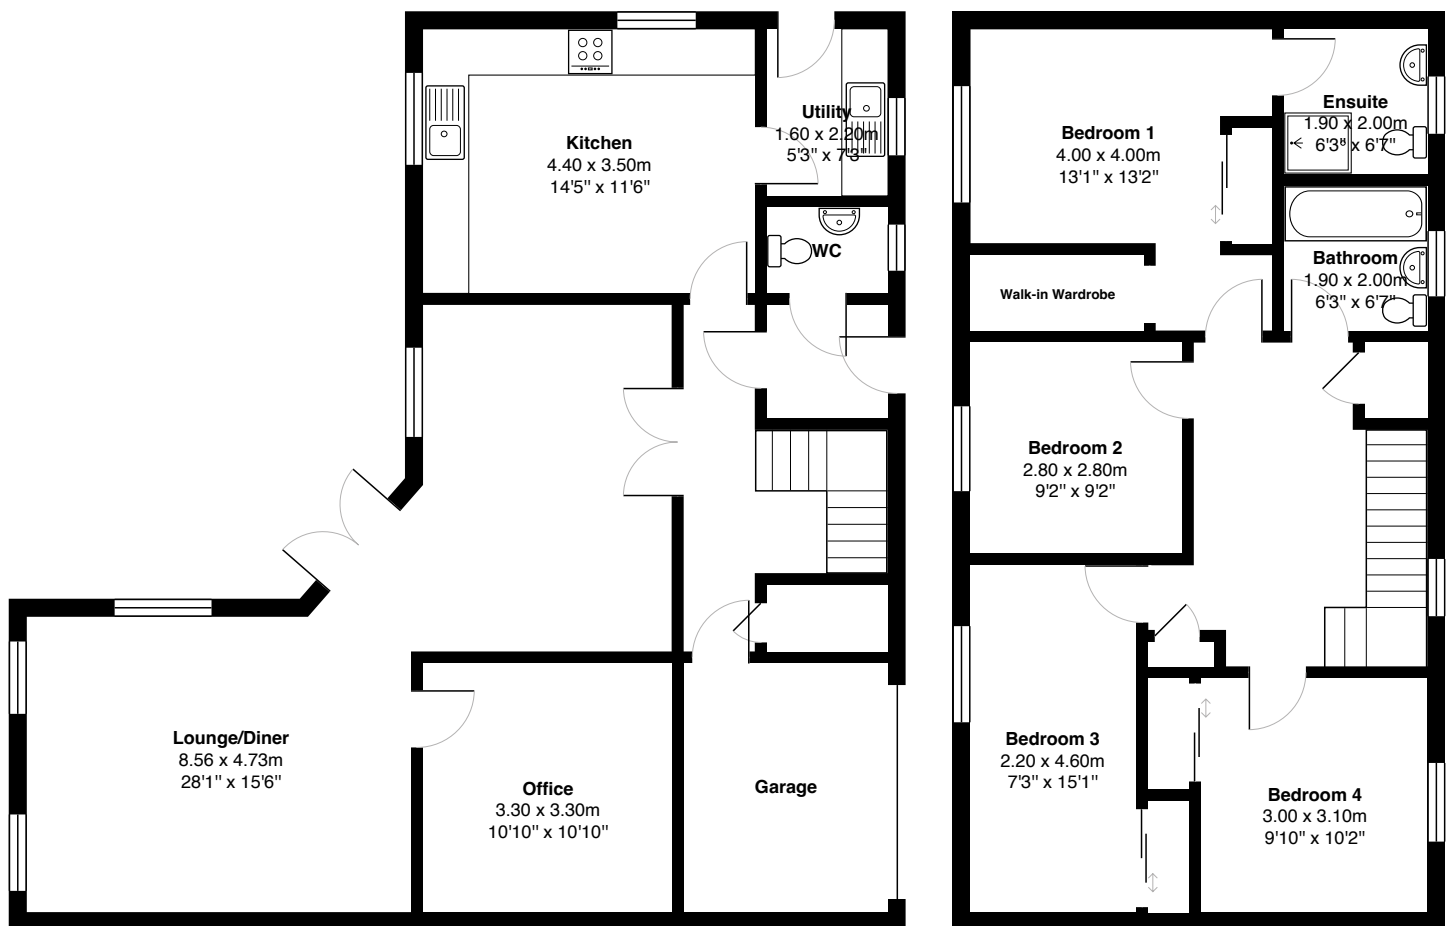 Kitchen
4.40 x 3.50m
14'5" x 11'6"
Utility
1.60 x 2.20m
5'3" x 7'3"
WC
Lounge/Diner
8.56 x 4.73m
28'1" x 15'6"
Office
3.30 x 3.30m
10'10" x 10'10"
Garage
Bedroom 1
4.00 x 4.00m
13'1" x 13'2"
Ensuite
1.90 x 2.00m
6'3" x 6'7"
Walk-in Wardrobe
Bathroom
1.90 x 2.00m
6'3" x 6'7"
Bedroom 2
2.80 x 2.80m
9'2" x 9'2"
Bedroom 3
2.20 x 4.60m
7'3" x 15'1"
Bedroom 4
3.00 x 3.10m
9'10" x 10'2"